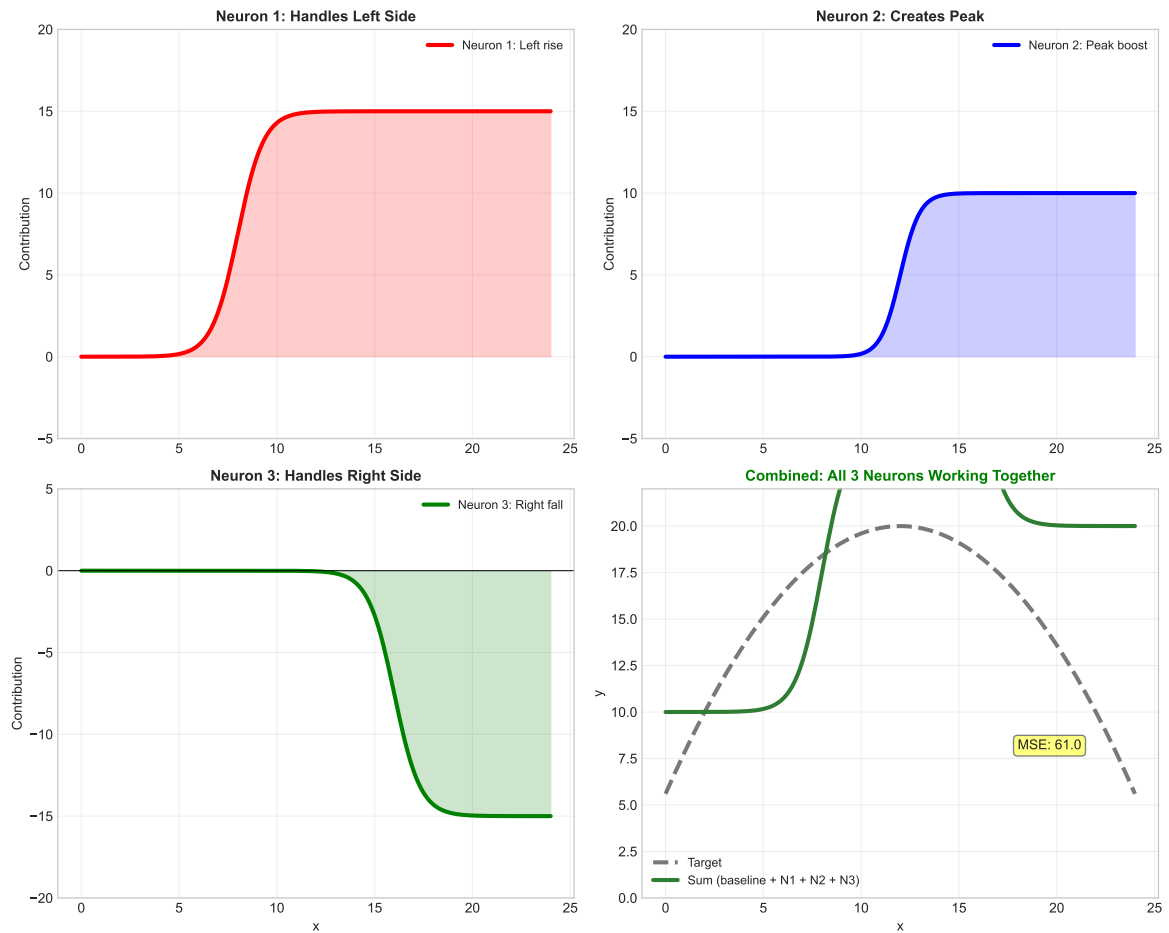 Neuron 1: Handles Left Side
20
15
10
5
0
−5
Contribution
Neuron 1: Left rise
0 5 10 15 20 25
Neuron 2: Creates Peak
20
15
10
5
0
−5
Contribution
Neuron 2: Peak boost
0 5 10 15 20 25
Neuron 3: Handles Right Side
5
0
−5
−10
−15
−20
Contribution
Neuron 3: Right fall
0 5 10 15 20 25
x
Combined: All 3 Neurons Working Together
20.0
17.5
15.0
12.5
10.0
7.5
5.0
2.5
0.0
y
MSE: 61.0
Target
Sum (baseline + N1 + N2 + N3)
0 5 10 15 20 25
x